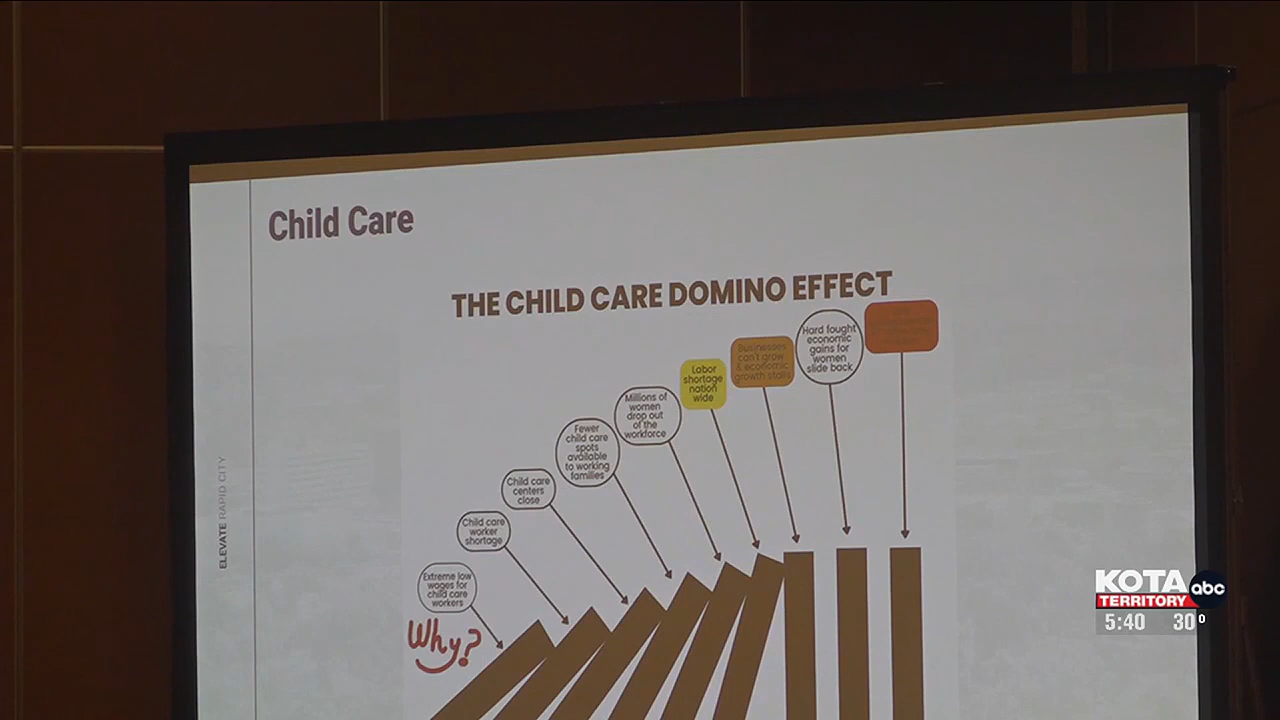 Child Care
THE CHILD CARE DOMINO EFFECT
Hard fought
economic
gains for
women
slide back
Businesses
can't grow
& economic
growth stalls
Labor
shortage
nation
wide
Millions of
women
drop out
of the
workforce
Fewer
child care
spots
available
to working
families
Child care
centers
close
Child care
worker
shortage
Extreme low
wages for
child care
workers
Why?
ELEVATE RAPID CITY
KOTA
TERRITORY
abc
5:40 30°